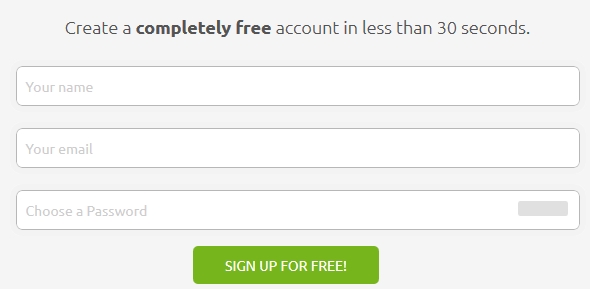 Create a completely free account in less than 30 seconds.
Your name
Your email
Choose a Password
SIGN UP FOR FREE!